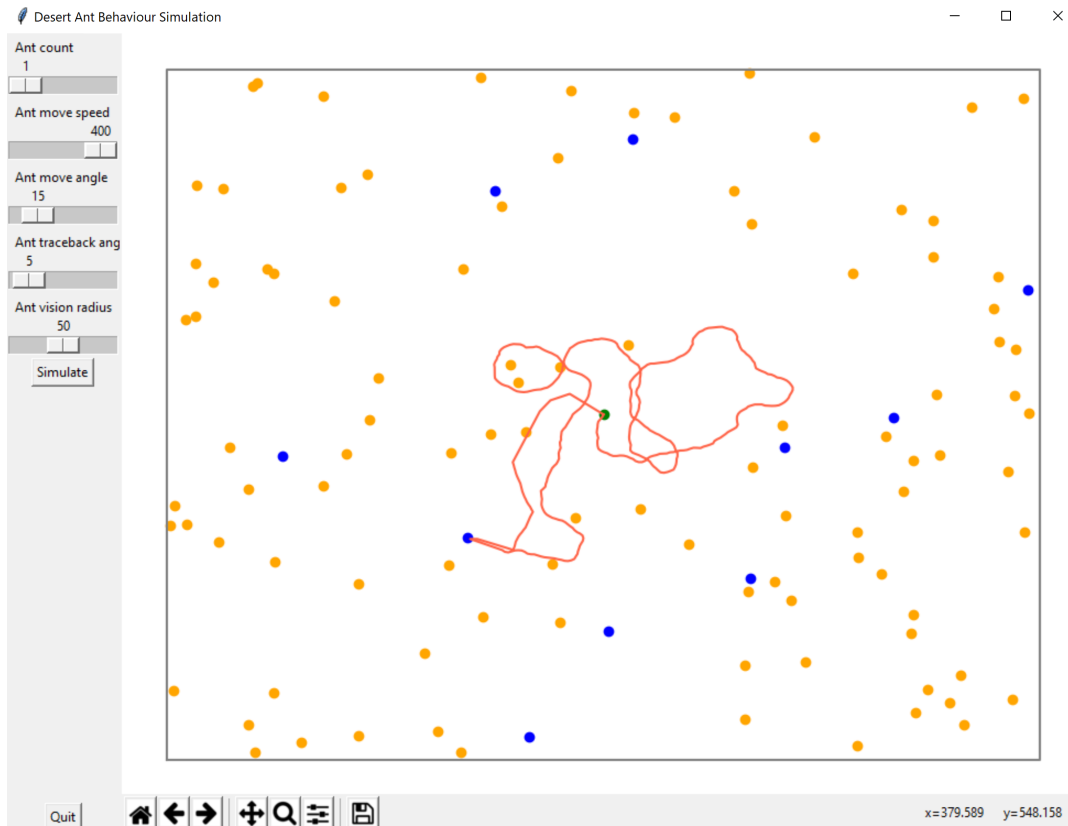 Desert Ant Behaviour Simulation
Ant count
1
Ant move speed
400
Ant move angle
15
Ant traceback ang
5
Ant vision radius
50
Simulate
Quit
x=379.589 y=548.158